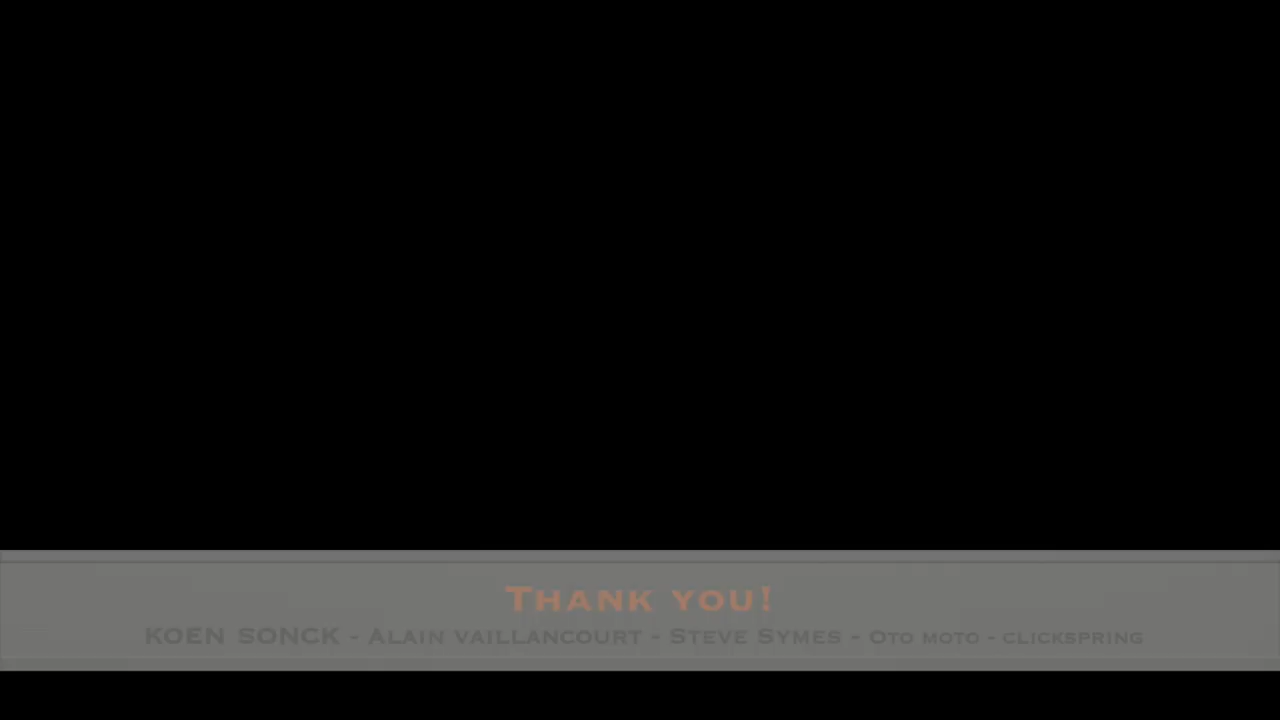 Thank you!
KOEN SONCK - Alain vaillancourt - Steve Symes - Oto moto - clickspring